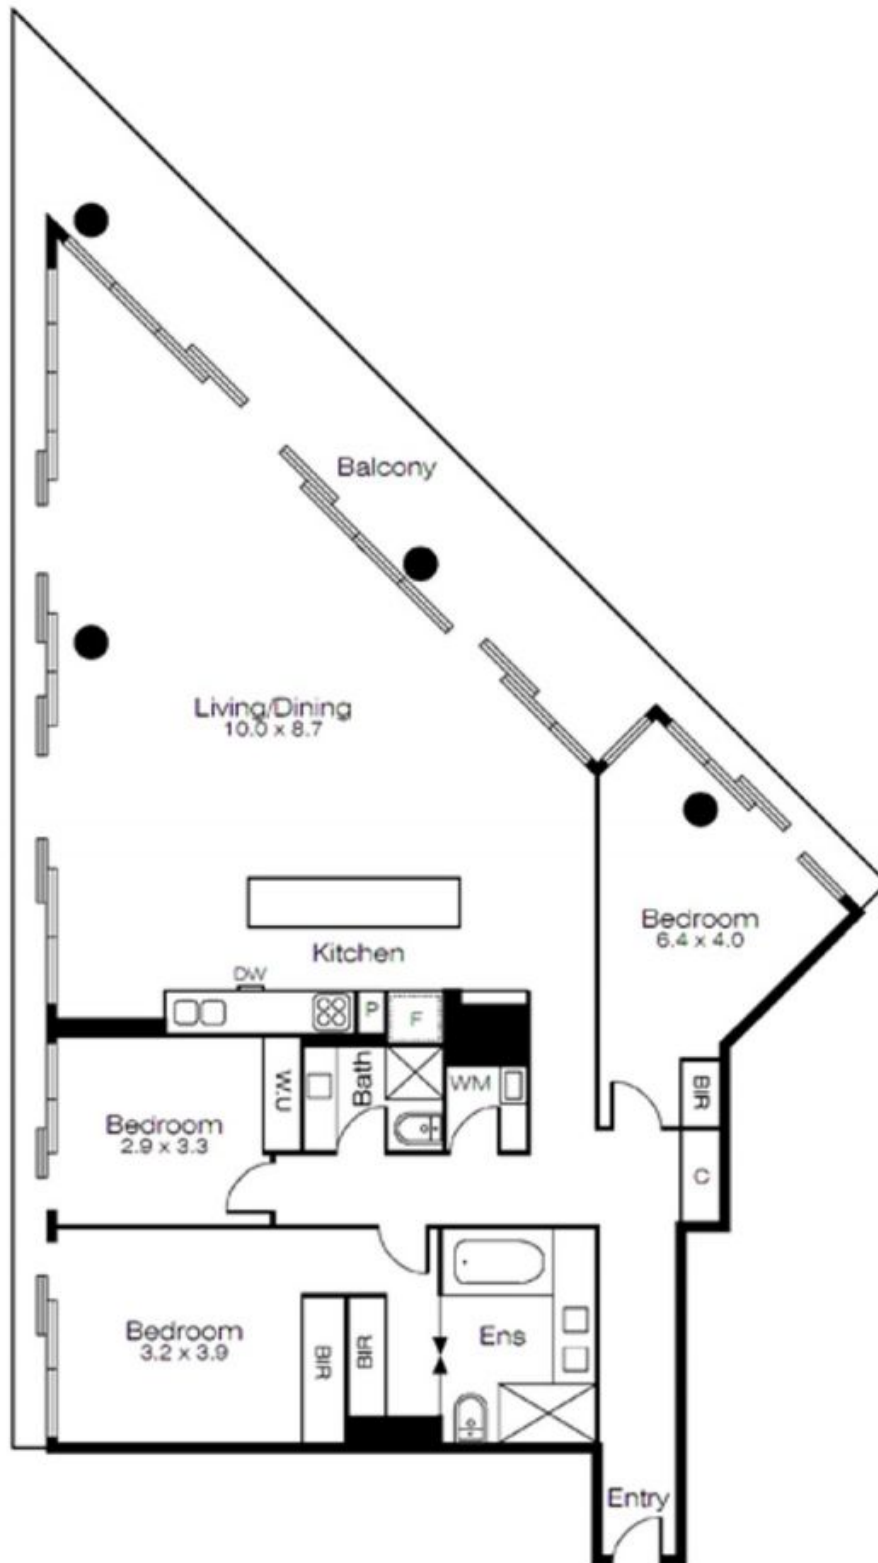 Balcony
Living/Dining
10.0 x 8.7
Bedroom
6.4 x 4.0
Kitchen
DW
P
F
Bath
WM
W.U
Bedroom
2.9 x 3.3
BIR
C
Bedroom
3.2 x 3.9
BIR
BIR
Ens
Entry